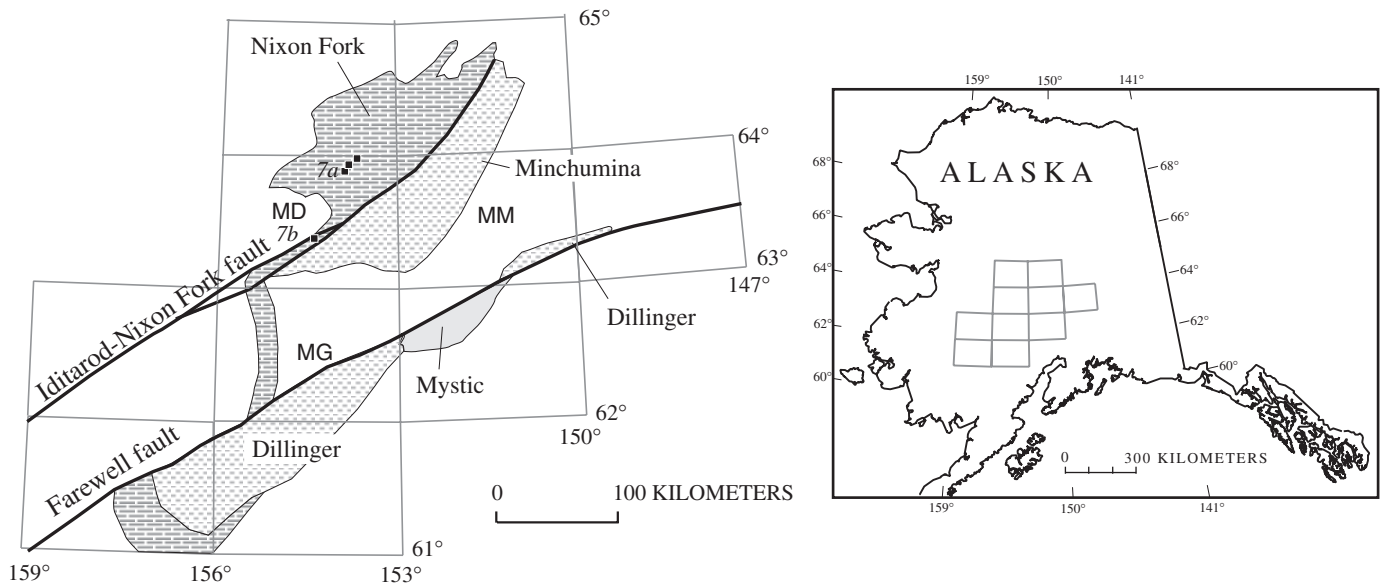 65°
Nixon Fork
64°
7a
Minchumina
MD
MM
7b
63°
147°
Iditarod-Nixon Fork fault
Dillinger
MG
Mystic
62°
150°
Dillinger
Farewell fault
0 100 KILOMETERS
61°
159° 156° 153°
159° 150° 141°
68° 68°
ALASKA
66° 66°
64° 64°
62° 62°
60° 60°
0 300 KILOMETERS
159° 150° 141°